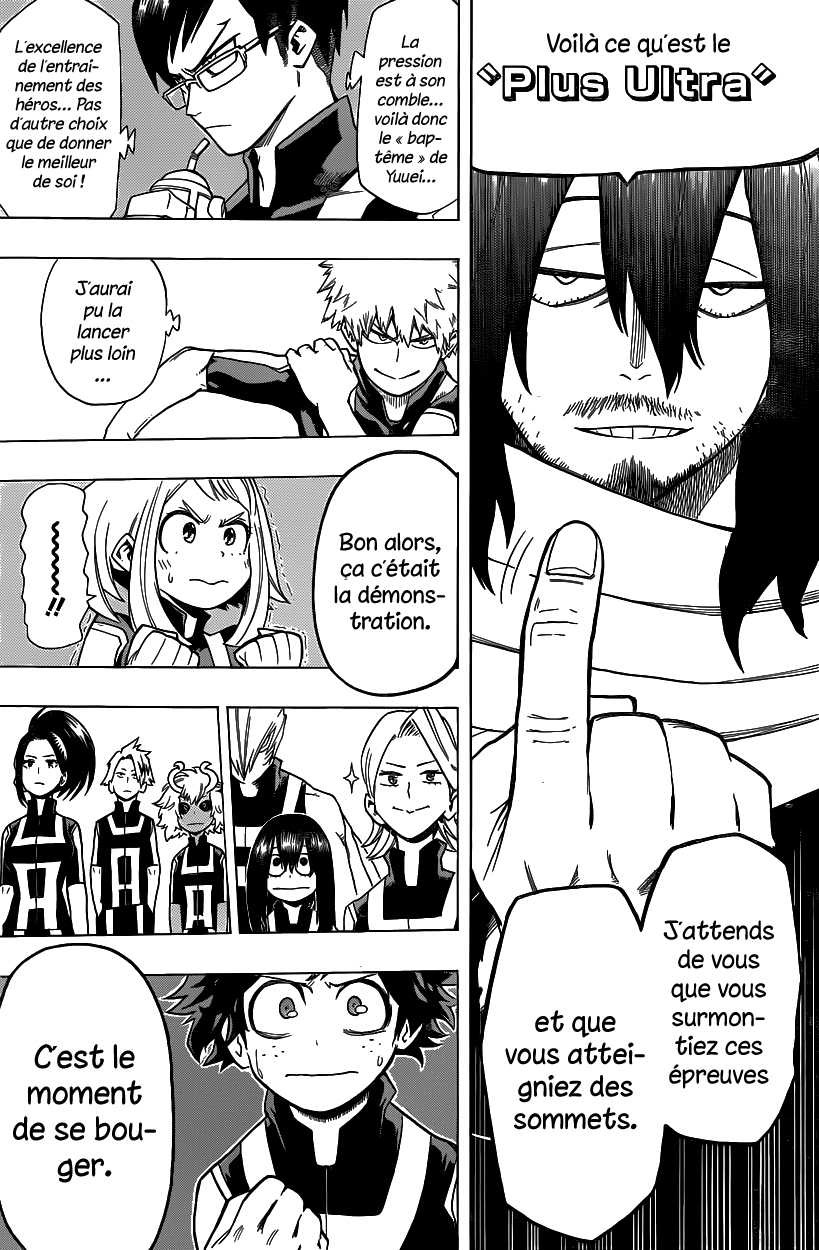 Voilà ce qu'est le
"Plus Ultra"
J'attends
de vous
que vous
surmon-
tiez ces
épreuves
et que
vous attei-
gniez des
sommets.
La
pression
est à son
comble...
voilà donc
le « bap-
tême » de
Yuuei...
L'excellence
de l'entraî-
nement des
héros... Pas
d'autre choix
que de donner
le meilleur
de soi !
J'aurai
pu la
lancer
plus loin
...
Bon alors,
ça c'était
la démons-
tration.
!!
C'est le
moment
de se bou-
ger.